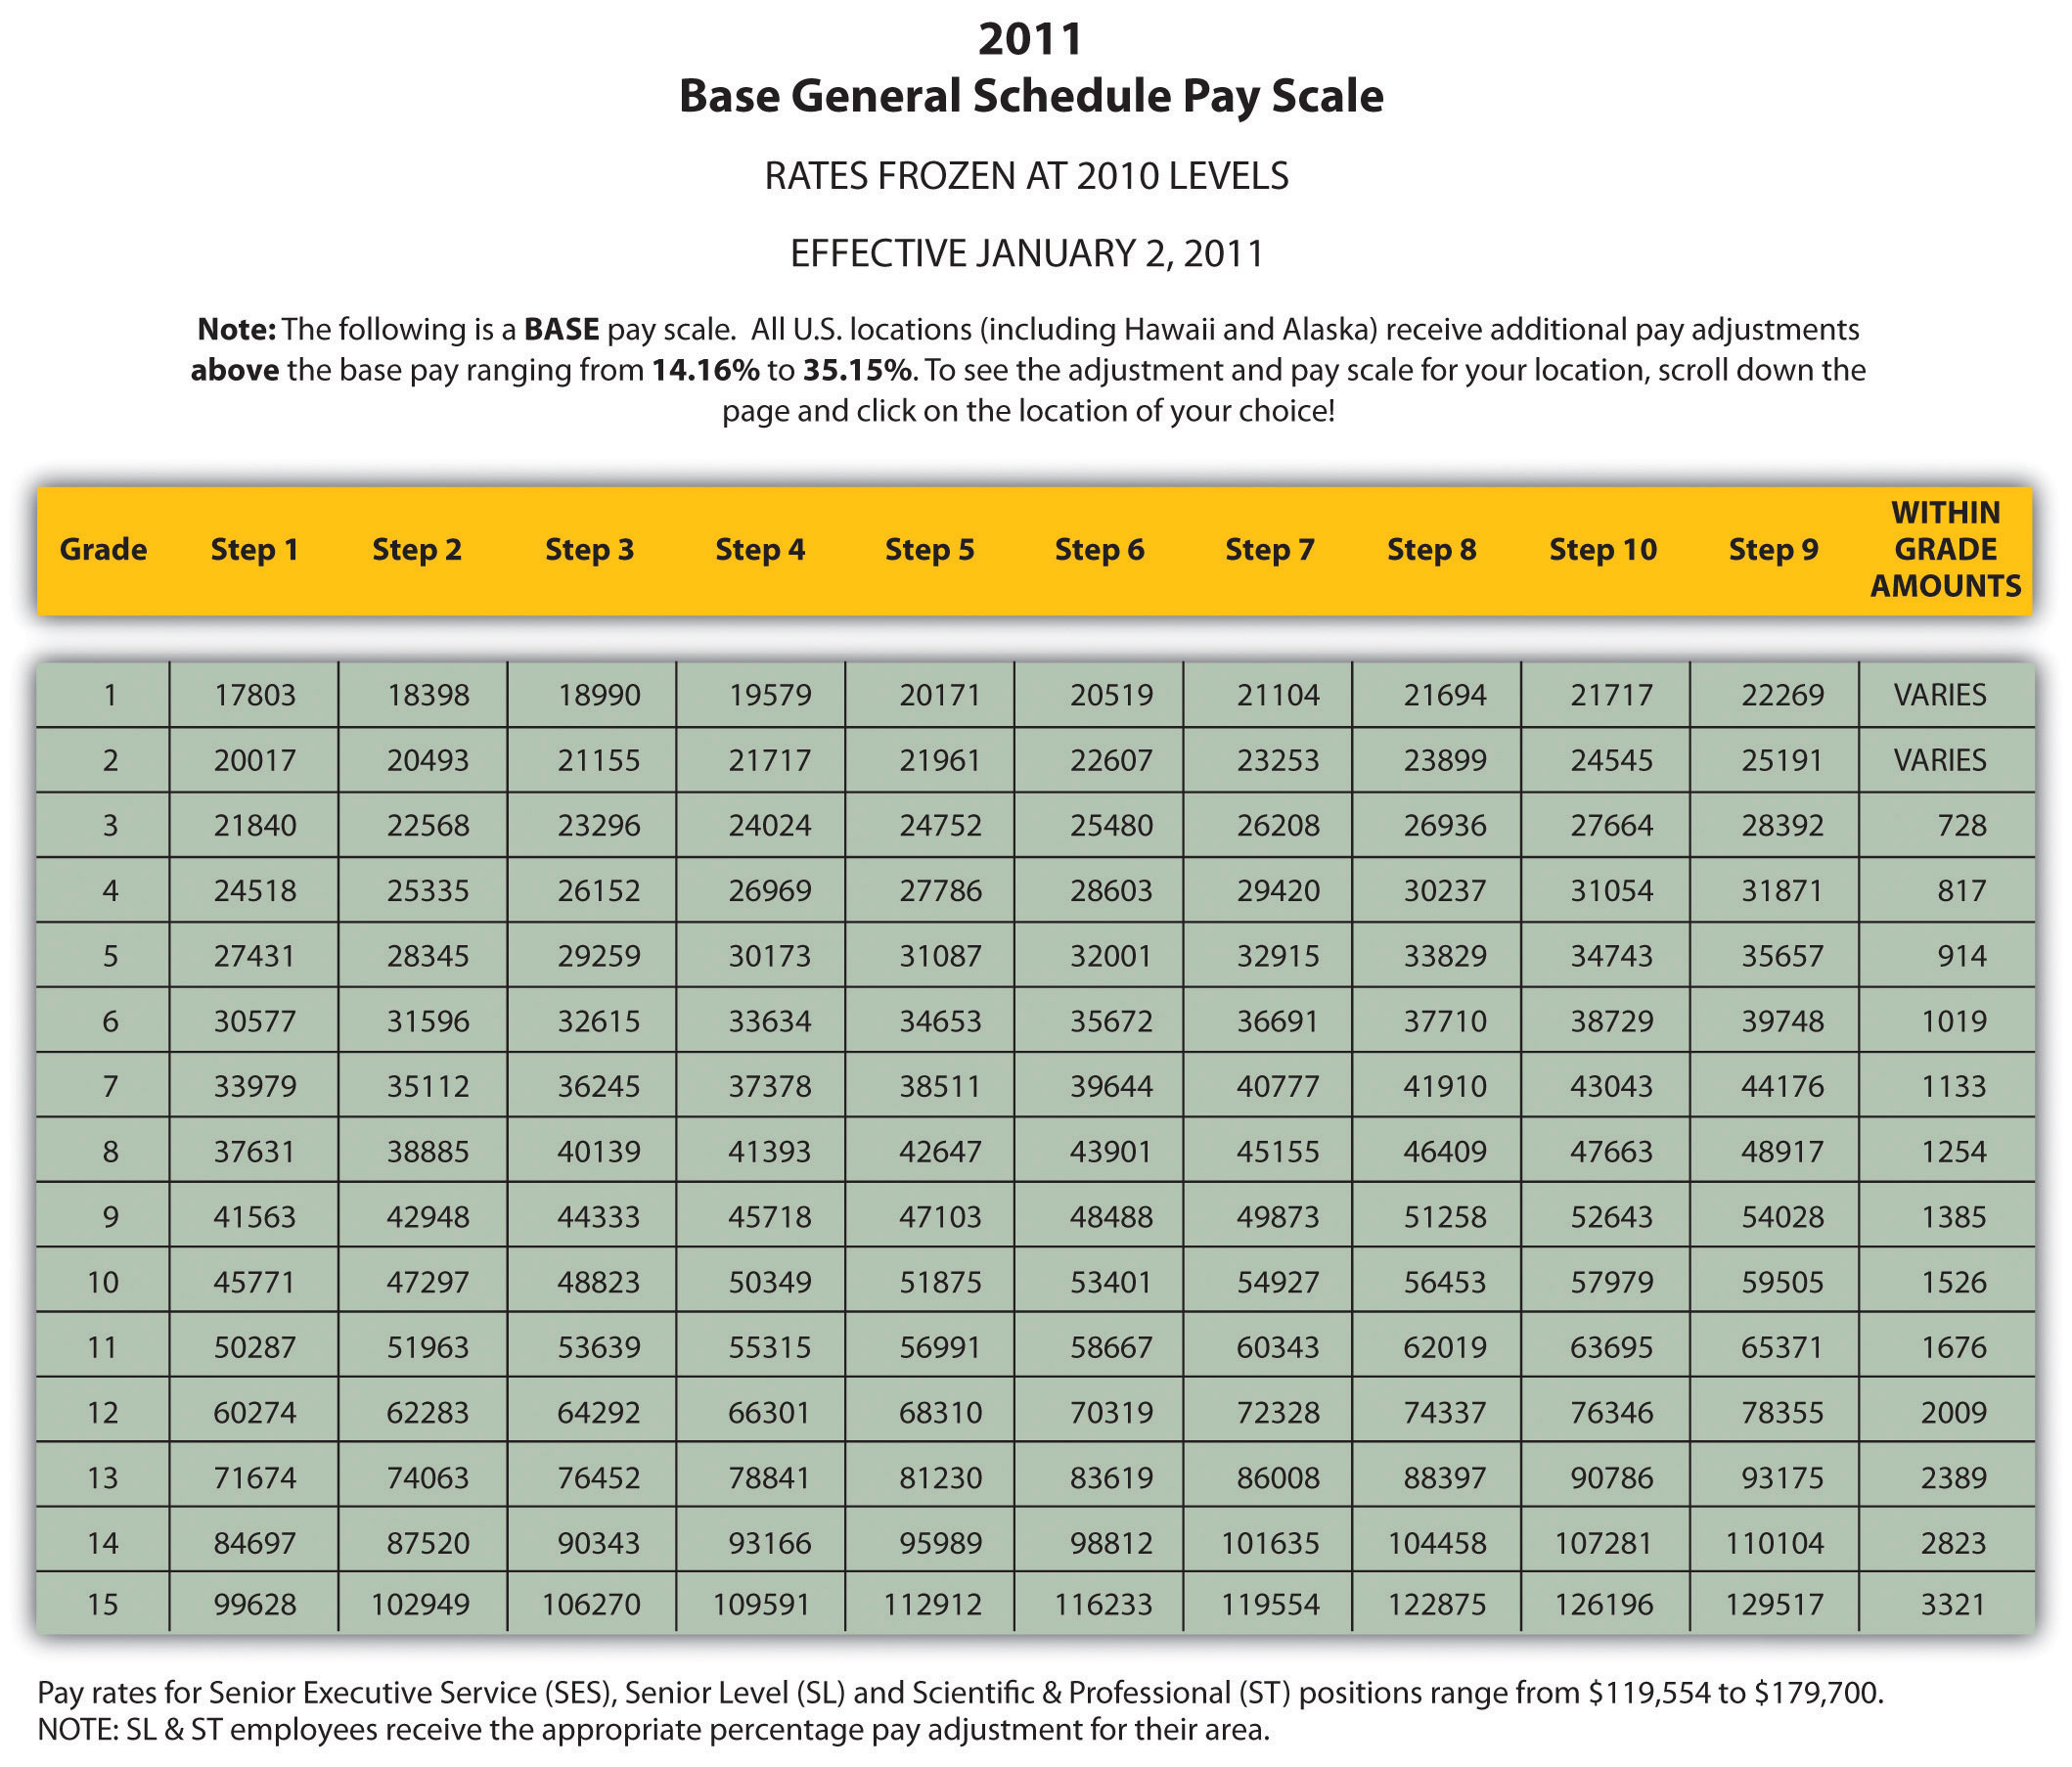 2011
Base General Schedule Pay Scale
RATES FROZEN AT 2010 LEVELS
EFFECTIVE JANUARY 2, 2011
Note: The following is a BASE pay scale. All U.S. locations (including Hawaii and Alaska) receive additional pay adjustments
above the base pay ranging from 14.16% to 35.15%. To see the adjustment and pay scale for your location, scroll down the
page and click on the location of your choice!
Grade Step 1 Step 2 Step 3 Step 4 Step 5 Step 6 Step 7 Step 8 Step 10 Step 9 WITHIN GRADE AMOUNTS
1 17803 18398 18990 19579 20171 20519 21104 21694 21717 22269 VARIES
2 20017 20493 21155 21717 21961 22607 23253 23899 24545 25191 VARIES
3 21840 22568 23296 24024 24752 25480 26208 26936 27664 28392 728
4 24518 25335 26152 26969 27786 28603 29420 30237 31054 31871 817
5 27431 28345 29259 30173 31087 32001 32915 33829 34743 35657 914
6 30577 31596 32615 33634 34653 35672 36691 37710 38729 39748 1019
7 33979 35112 36245 37378 38511 39644 40777 41910 43043 44176 1133
8 37631 38885 40139 41393 42647 43901 45155 46409 47663 48917 1254
9 41563 42948 44333 45718 47103 48488 49873 51258 52643 54028 1385
10 45771 47297 48823 50349 51875 53401 54927 56453 57979 59505 1526
11 50287 51963 53639 55315 56991 58667 60343 62019 63695 65371 1676
12 60274 62283 64292 66301 68310 70319 72328 74337 76346 78355 2009
13 71674 74063 76452 78841 81230 83619 86008 88397 90786 93175 2389
14 84697 87520 90343 93166 95989 98812 101635 104458 107281 110104 2823
15 99628 102949 106270 109591 112912 116233 119554 122875 126196 129517 3321
Pay rates for Senior Executive Service (SES), Senior Level (SL) and Scientific & Professional (ST) positions range from $119,554 to $179,700.
NOTE: SL & ST employees receive the appropriate percentage pay adjustment for their area.